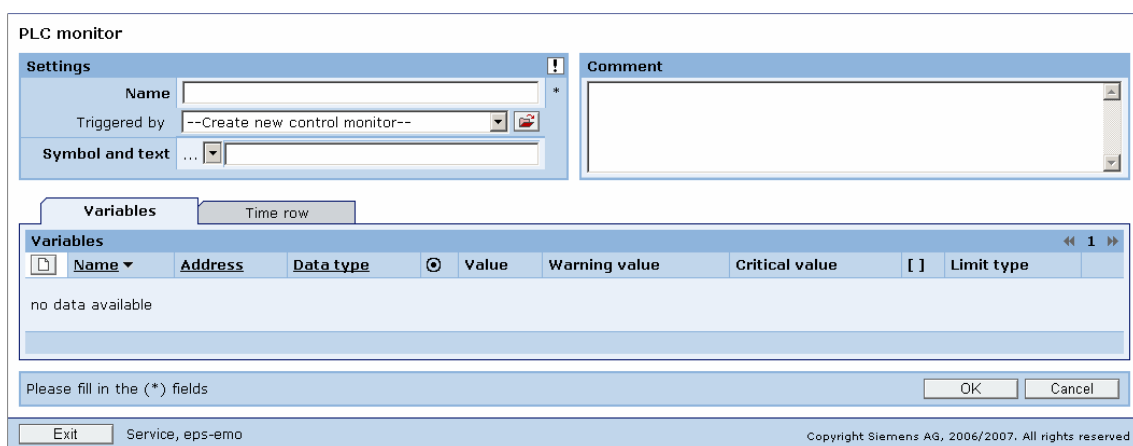 PLC monitor
Settings ! Comment
Name *
Triggered by --Create new control monitor--
Symbol and text ...
Variables Time row
Variables 1
Name Address Data type Value Warning value Critical value [ ] Limit type
no data available
Please fill in the (*) fields OK Cancel
Exit Service, eps-emo Copyright Siemens AG, 2006/2007. All rights reserved